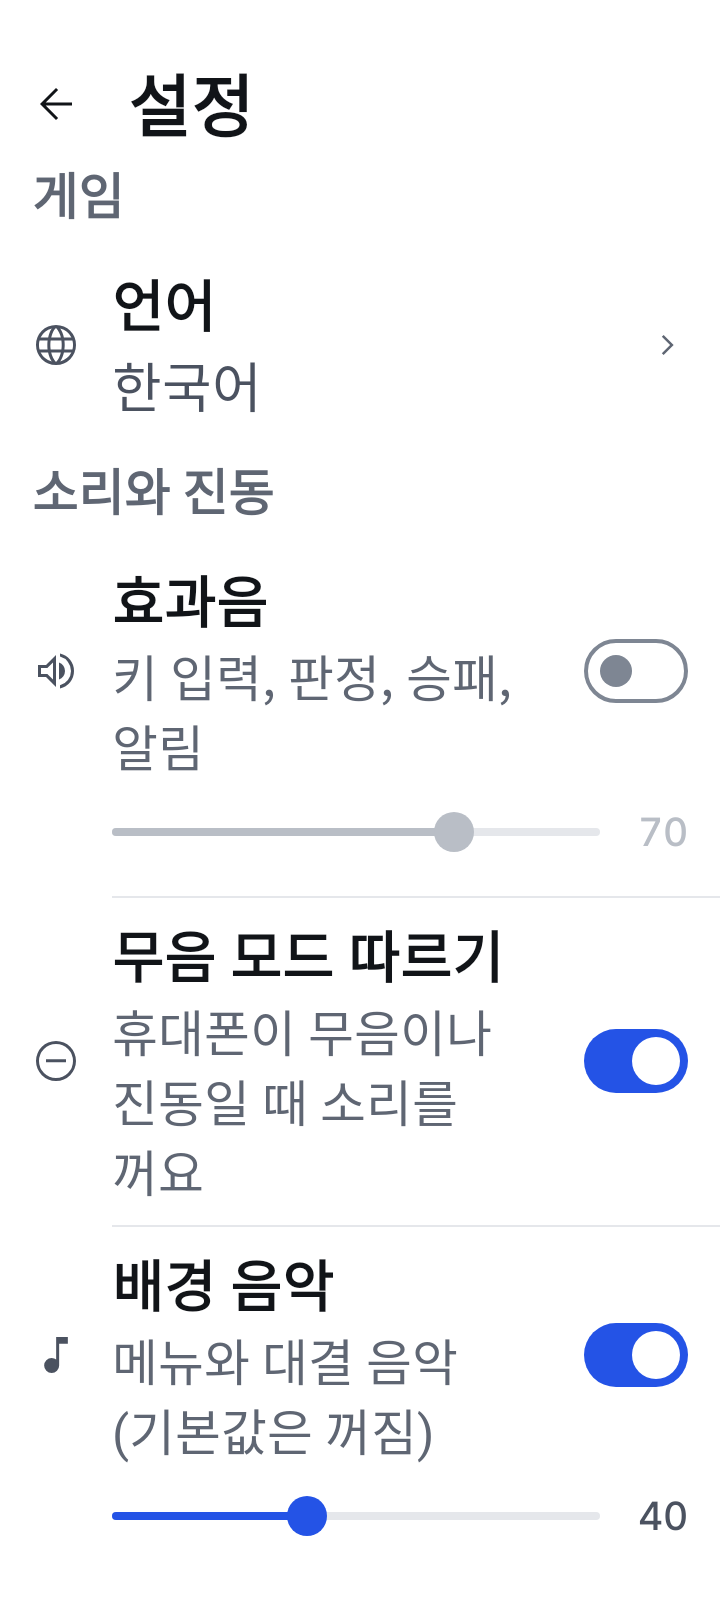 설정
게임
언어
한국어
소리와 진동
효과음
키 입력, 판정, 승패,
알림
70
무음 모드 따르기
휴대폰이 무음이나
진동일 때 소리를
꺼요
배경 음악
메뉴와 대결 음악
(기본값은 꺼짐)
40